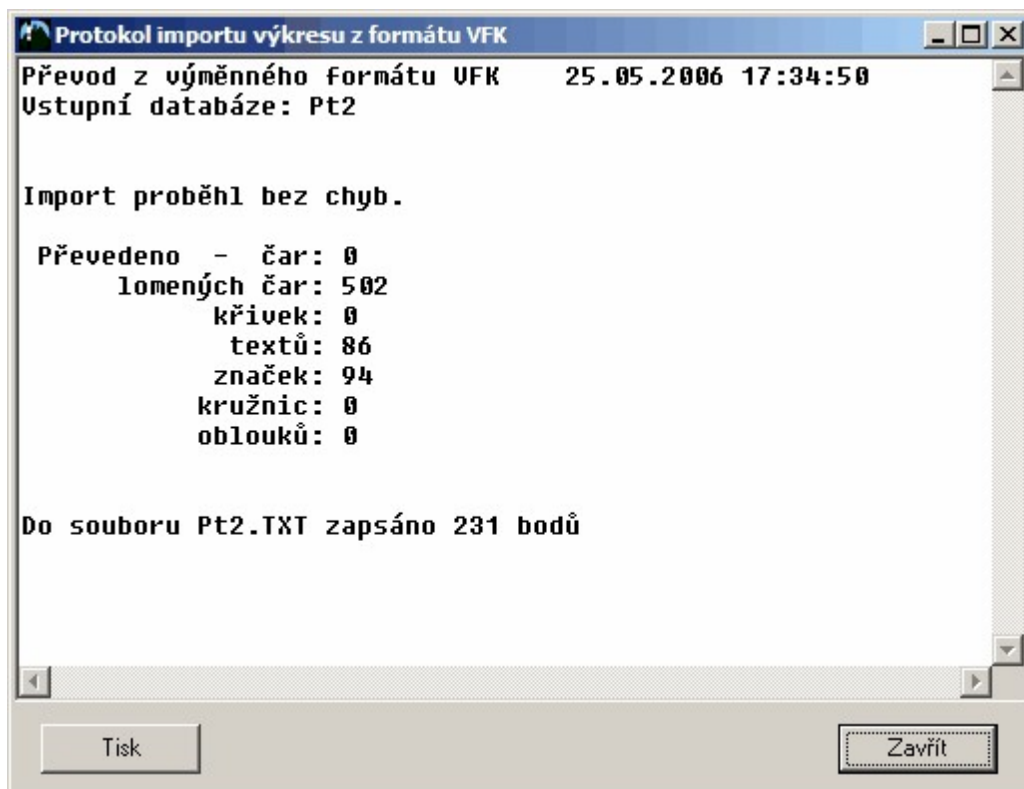 Protokol importu výkresu z formátu VFK
Převod z výměnného formátu VFK    25.05.2006 17:34:50
Vstupní databáze: Pt2
Import proběhl bez chyb.
Převedeno  -  čar: 0
lomených čar: 502
křivek: 0
textů: 86
značek: 94
kružnic: 0
oblouků: 0
Do souboru Pt2.TXT zapsáno 231 bodů
Tisk
Zavřít